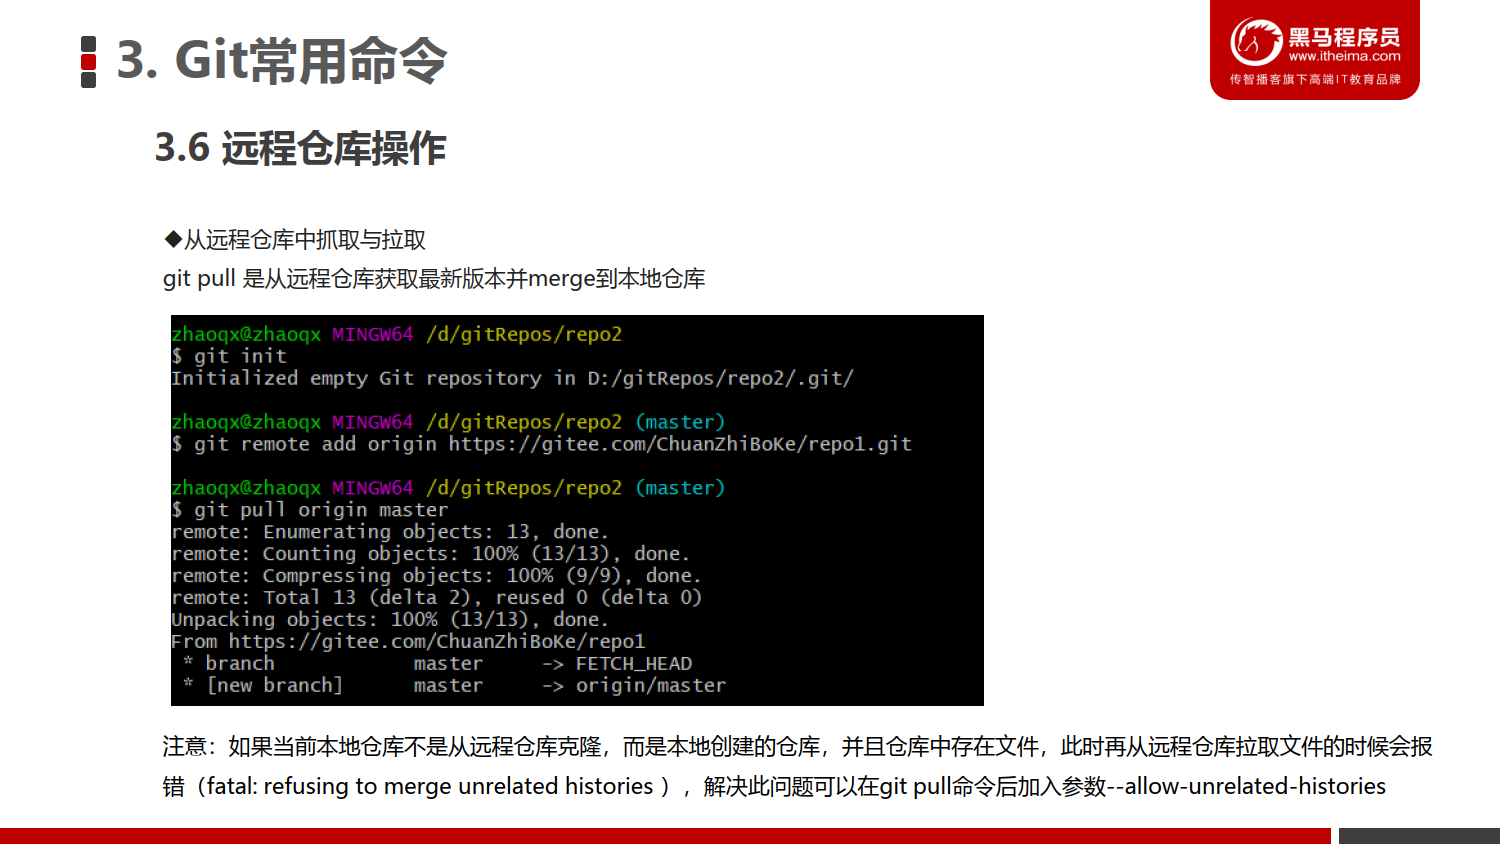 3. Git常用命令
黑马程序员
www.itheima.com
传智播客旗下高端IT教育品牌
3.6 远程仓库操作
◆从远程仓库中抓取与拉取
git pull 是从远程仓库获取最新版本并merge到本地仓库
zhaoqx@zhaoqx MINGW64 /d/gitRepos/repo2
$ git init
Initialized empty Git repository in D:/gitRepos/repo2/.git/
zhaoqx@zhaoqx MINGW64 /d/gitRepos/repo2 (master)
$ git remote add origin https://gitee.com/ChuanZhiBoKe/repo1.git
zhaoqx@zhaoqx MINGW64 /d/gitRepos/repo2 (master)
$ git pull origin master
remote: Enumerating objects: 13, done.
remote: Counting objects: 100% (13/13), done.
remote: Compressing objects: 100% (9/9), done.
remote: Total 13 (delta 2), reused 0 (delta 0)
Unpacking objects: 100% (13/13), done.
From https://gitee.com/ChuanZhiBoKe/repo1
 * branch            master     -> FETCH_HEAD
 * [new branch]      master     -> origin/master
注意：如果当前本地仓库不是从远程仓库克隆，而是本地创建的仓库，并且仓库中存在文件，此时再从远程仓库拉取文件的时候会报
错（fatal: refusing to merge unrelated histories ），解决此问题可以在git pull命令后加入参数--allow-unrelated-histories